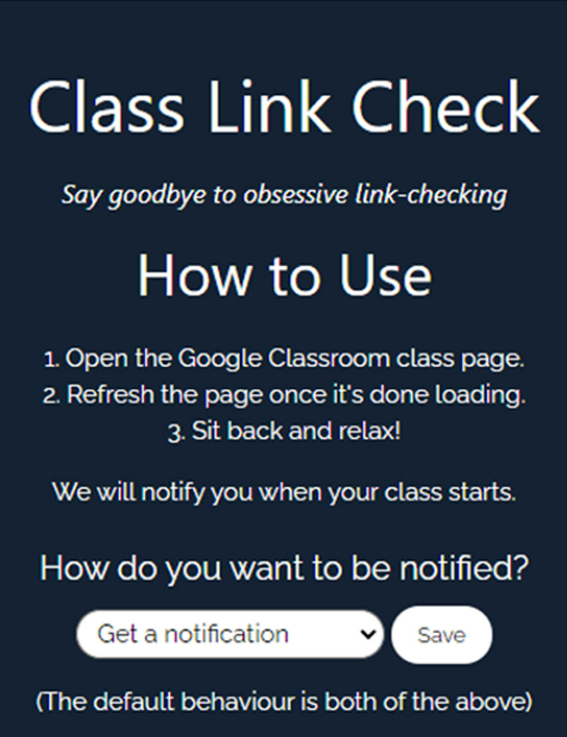 Class Link Check
Say goodbye to obsessive link-checking
How to Use
1. Open the Google Classroom class page.
2. Refresh the page once it's done loading.
3. Sit back and relax!
We will notify you when your class starts.
How do you want to be notified?
Get a notification Save
(The default behaviour is both of the above)